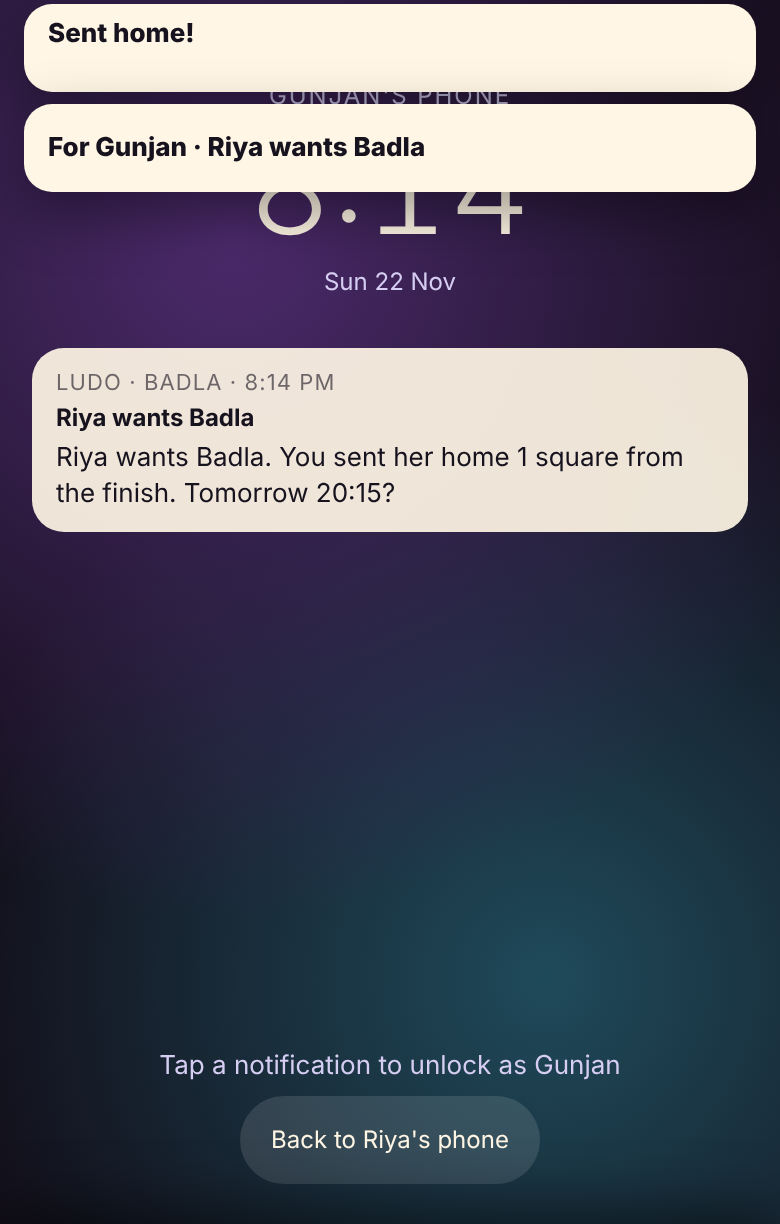 Sent home!
GUNJAN'S PHONE
For Gunjan · Riya wants Badla
8:14
Sun 22 Nov
LUDO · BADLA · 8:14 PM
Riya wants Badla
Riya wants Badla. You sent her home 1 square from
the finish. Tomorrow 20:15?
Tap a notification to unlock as Gunjan
Back to Riya's phone